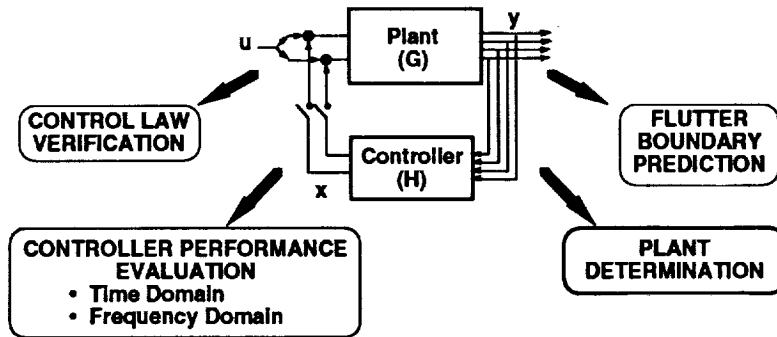 u
Plant
(G)
y
CONTROL LAW
VERIFICATION
Controller
(H)
x
FLUTTER
BOUNDARY
PREDICTION
CONTROLLER PERFORMANCE
EVALUATION
• Time Domain
• Frequency Domain
PLANT
DETERMINATION